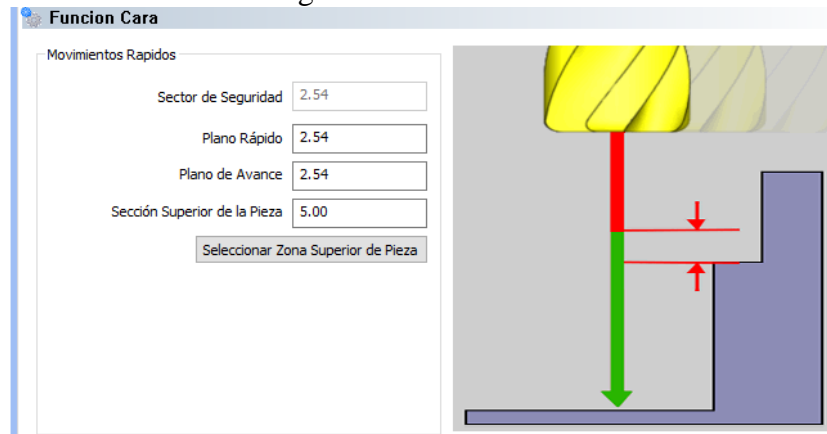 Funcion Cara
Movimientos Rapidos
Sector de Seguridad 2.54
Plano Rápido 2.54
Plano de Avance 2.54
Sección Superior de la Pieza 5.00
Seleccionar Zona Superior de Pieza